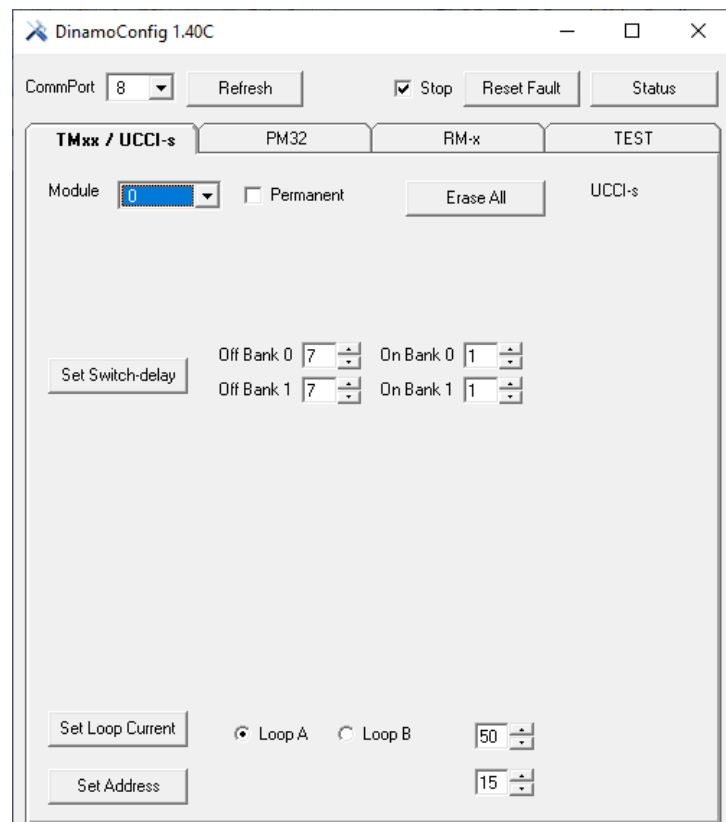 DinamoConfig 1.40C
CommPort 8 Refresh Stop Reset Fault Status
TMxx / UCCI-s PM32 RM-x TEST
Module 0 Permanent Erase All UCCI-s
Off Bank 0 7 On Bank 0 1
Set Switch-delay
Off Bank 1 7 On Bank 1 1
Set Loop Current Loop A Loop B 50
Set Address 15